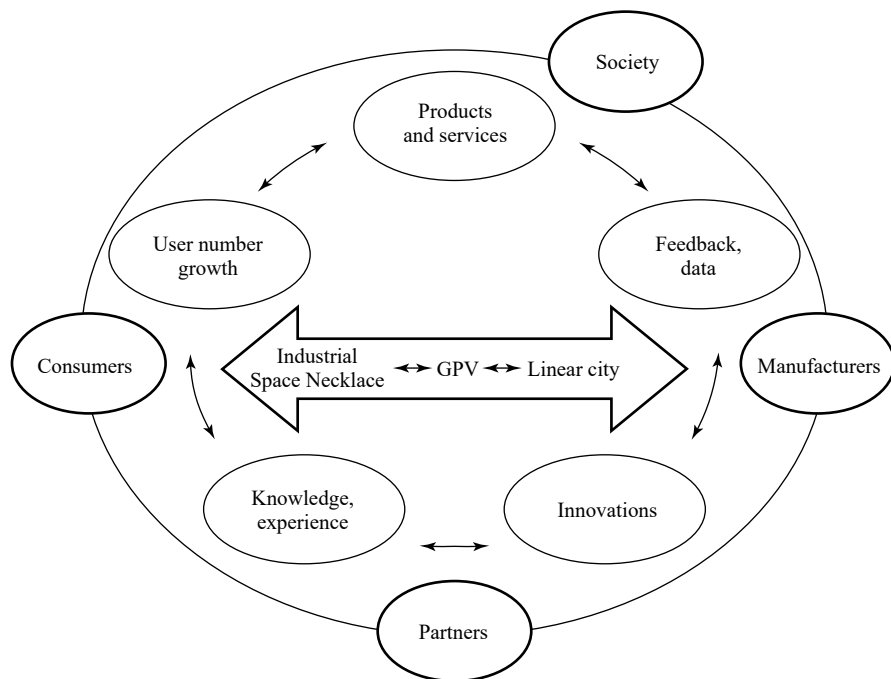 Society
Products
and services
User number
growth
Feedback,
data
Consumers
Industrial
Space Necklace
GPV
Linear city
Manufacturers
Knowledge,
experience
Innovations
Partners